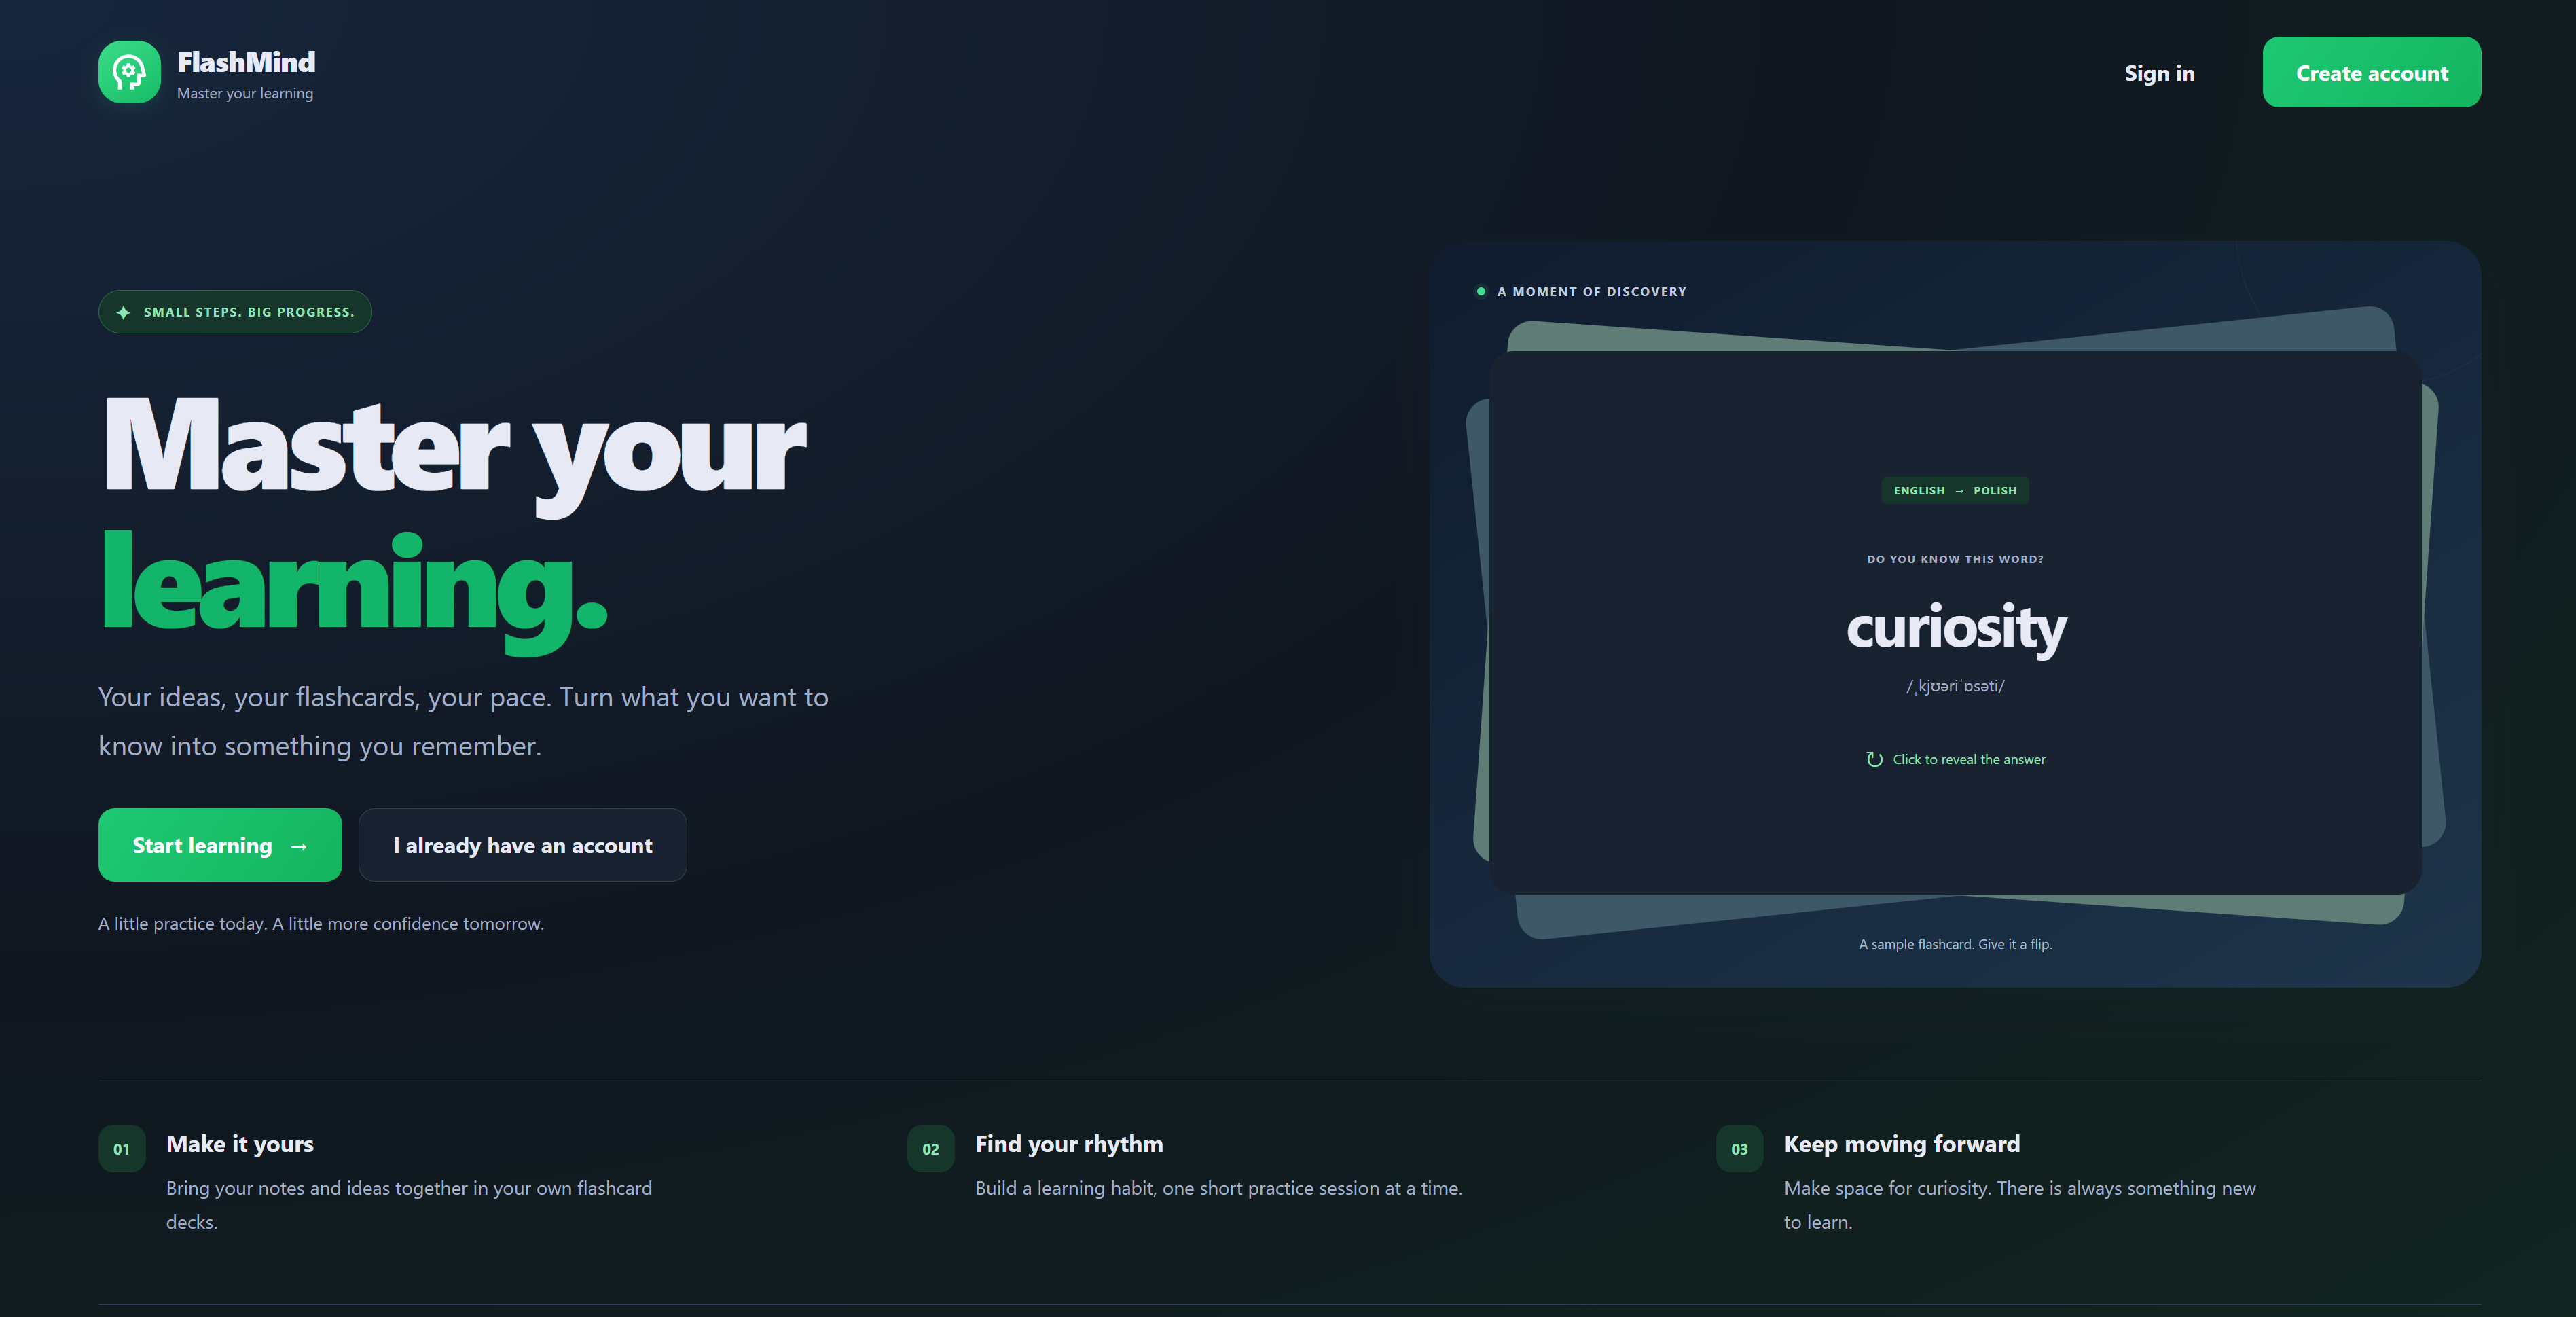 FlashMind
Master your learning
Sign in
Create account
SMALL STEPS. BIG PROGRESS.
Master your
learning.
Your ideas, your flashcards, your pace. Turn what you want to
know into something you remember.
Start learning →
I already have an account
A little practice today. A little more confidence tomorrow.
A MOMENT OF DISCOVERY
ENGLISH → POLISH
DO YOU KNOW THIS WORD?
curiosity
/ˌkjʊəriˈɒsəti/
Click to reveal the answer
A sample flashcard. Give it a flip.
01
Make it yours
Bring your notes and ideas together in your own flashcard
decks.
02
Find your rhythm
Build a learning habit, one short practice session at a time.
03
Keep moving forward
Make space for curiosity. There is always something new
to learn.